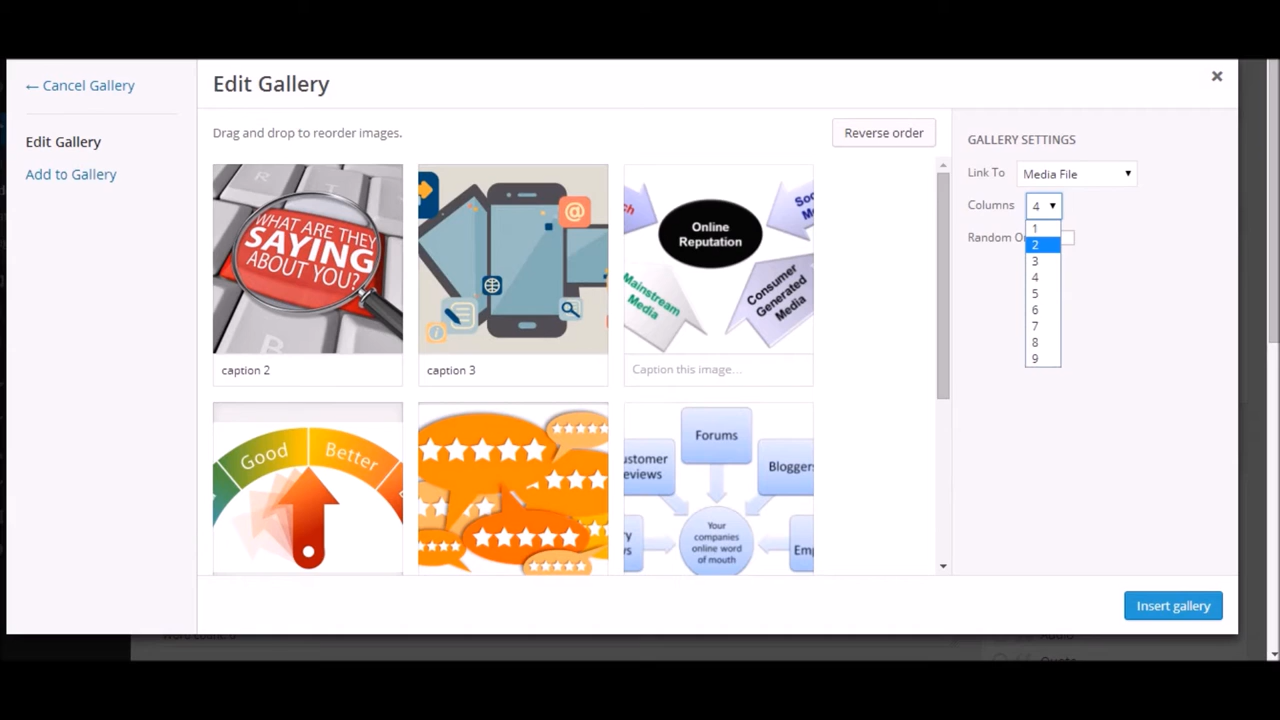 ← Cancel Gallery
Edit Gallery
Add to Gallery
Edit Gallery
Drag and drop to reorder images.
Reverse order
R T
WHAT ARE THEY
SAYING
ABOUT YOU?
B
caption 2
@
i
caption 3
Online
Reputation
Mainstream
Media
Consumer
Generated
Media
Caption this image...
Good
Better
Forums
Bloggers
Your
companies
online word
of mouth
GALLERY SETTINGS
Link To
Media File
Columns
4
Random
1
2
3
4
5
6
7
8
9
Insert gallery